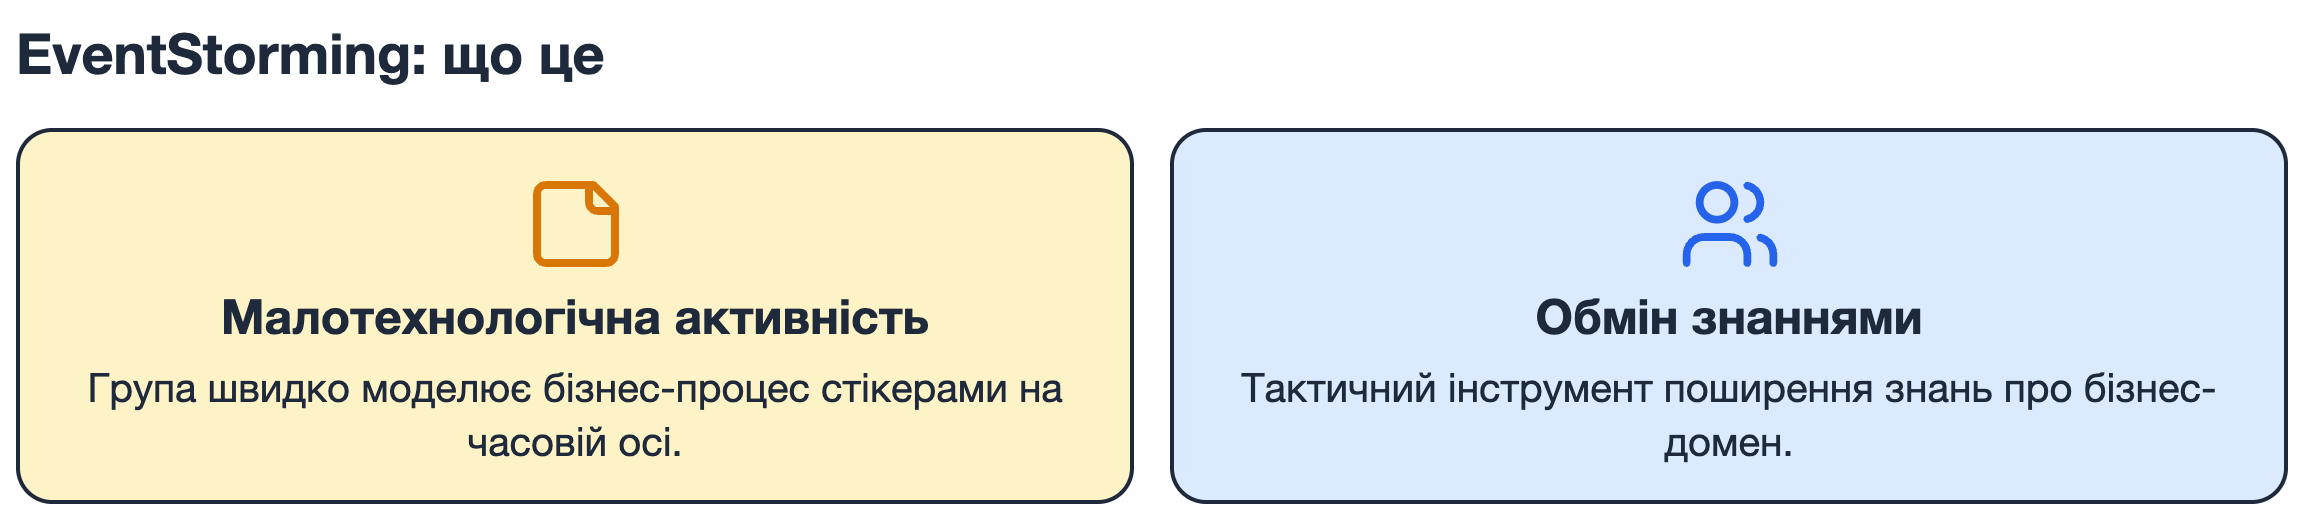 EventStorming: що це
Малотехнологічна активність
Група швидко моделює бізнес-процес стікерами на
часовій осі.
Обмін знаннями
Тактичний інструмент поширення знань про бізнес-
домен.